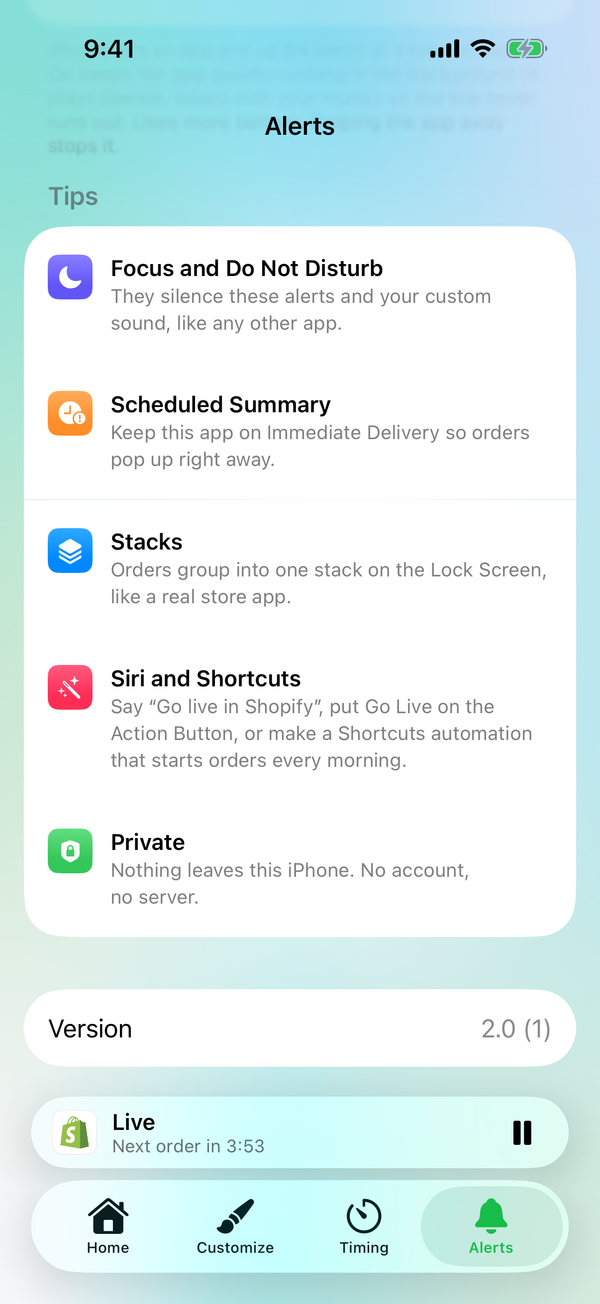 9:41
Alerts
stops it.
Tips
Focus and Do Not Disturb
They silence these alerts and your custom
sound, like any other app.
Scheduled Summary
Keep this app on Immediate Delivery so orders
pop up right away.
Stacks
Orders group into one stack on the Lock Screen,
like a real store app.
Siri and Shortcuts
Say “Go live in Shopify”, put Go Live on the
Action Button, or make a Shortcuts automation
that starts orders every morning.
Private
Nothing leaves this iPhone. No account,
no server.
Version
2.0 (1)
Live
Next order in 3:53
Home
Customize
Timing
Alerts